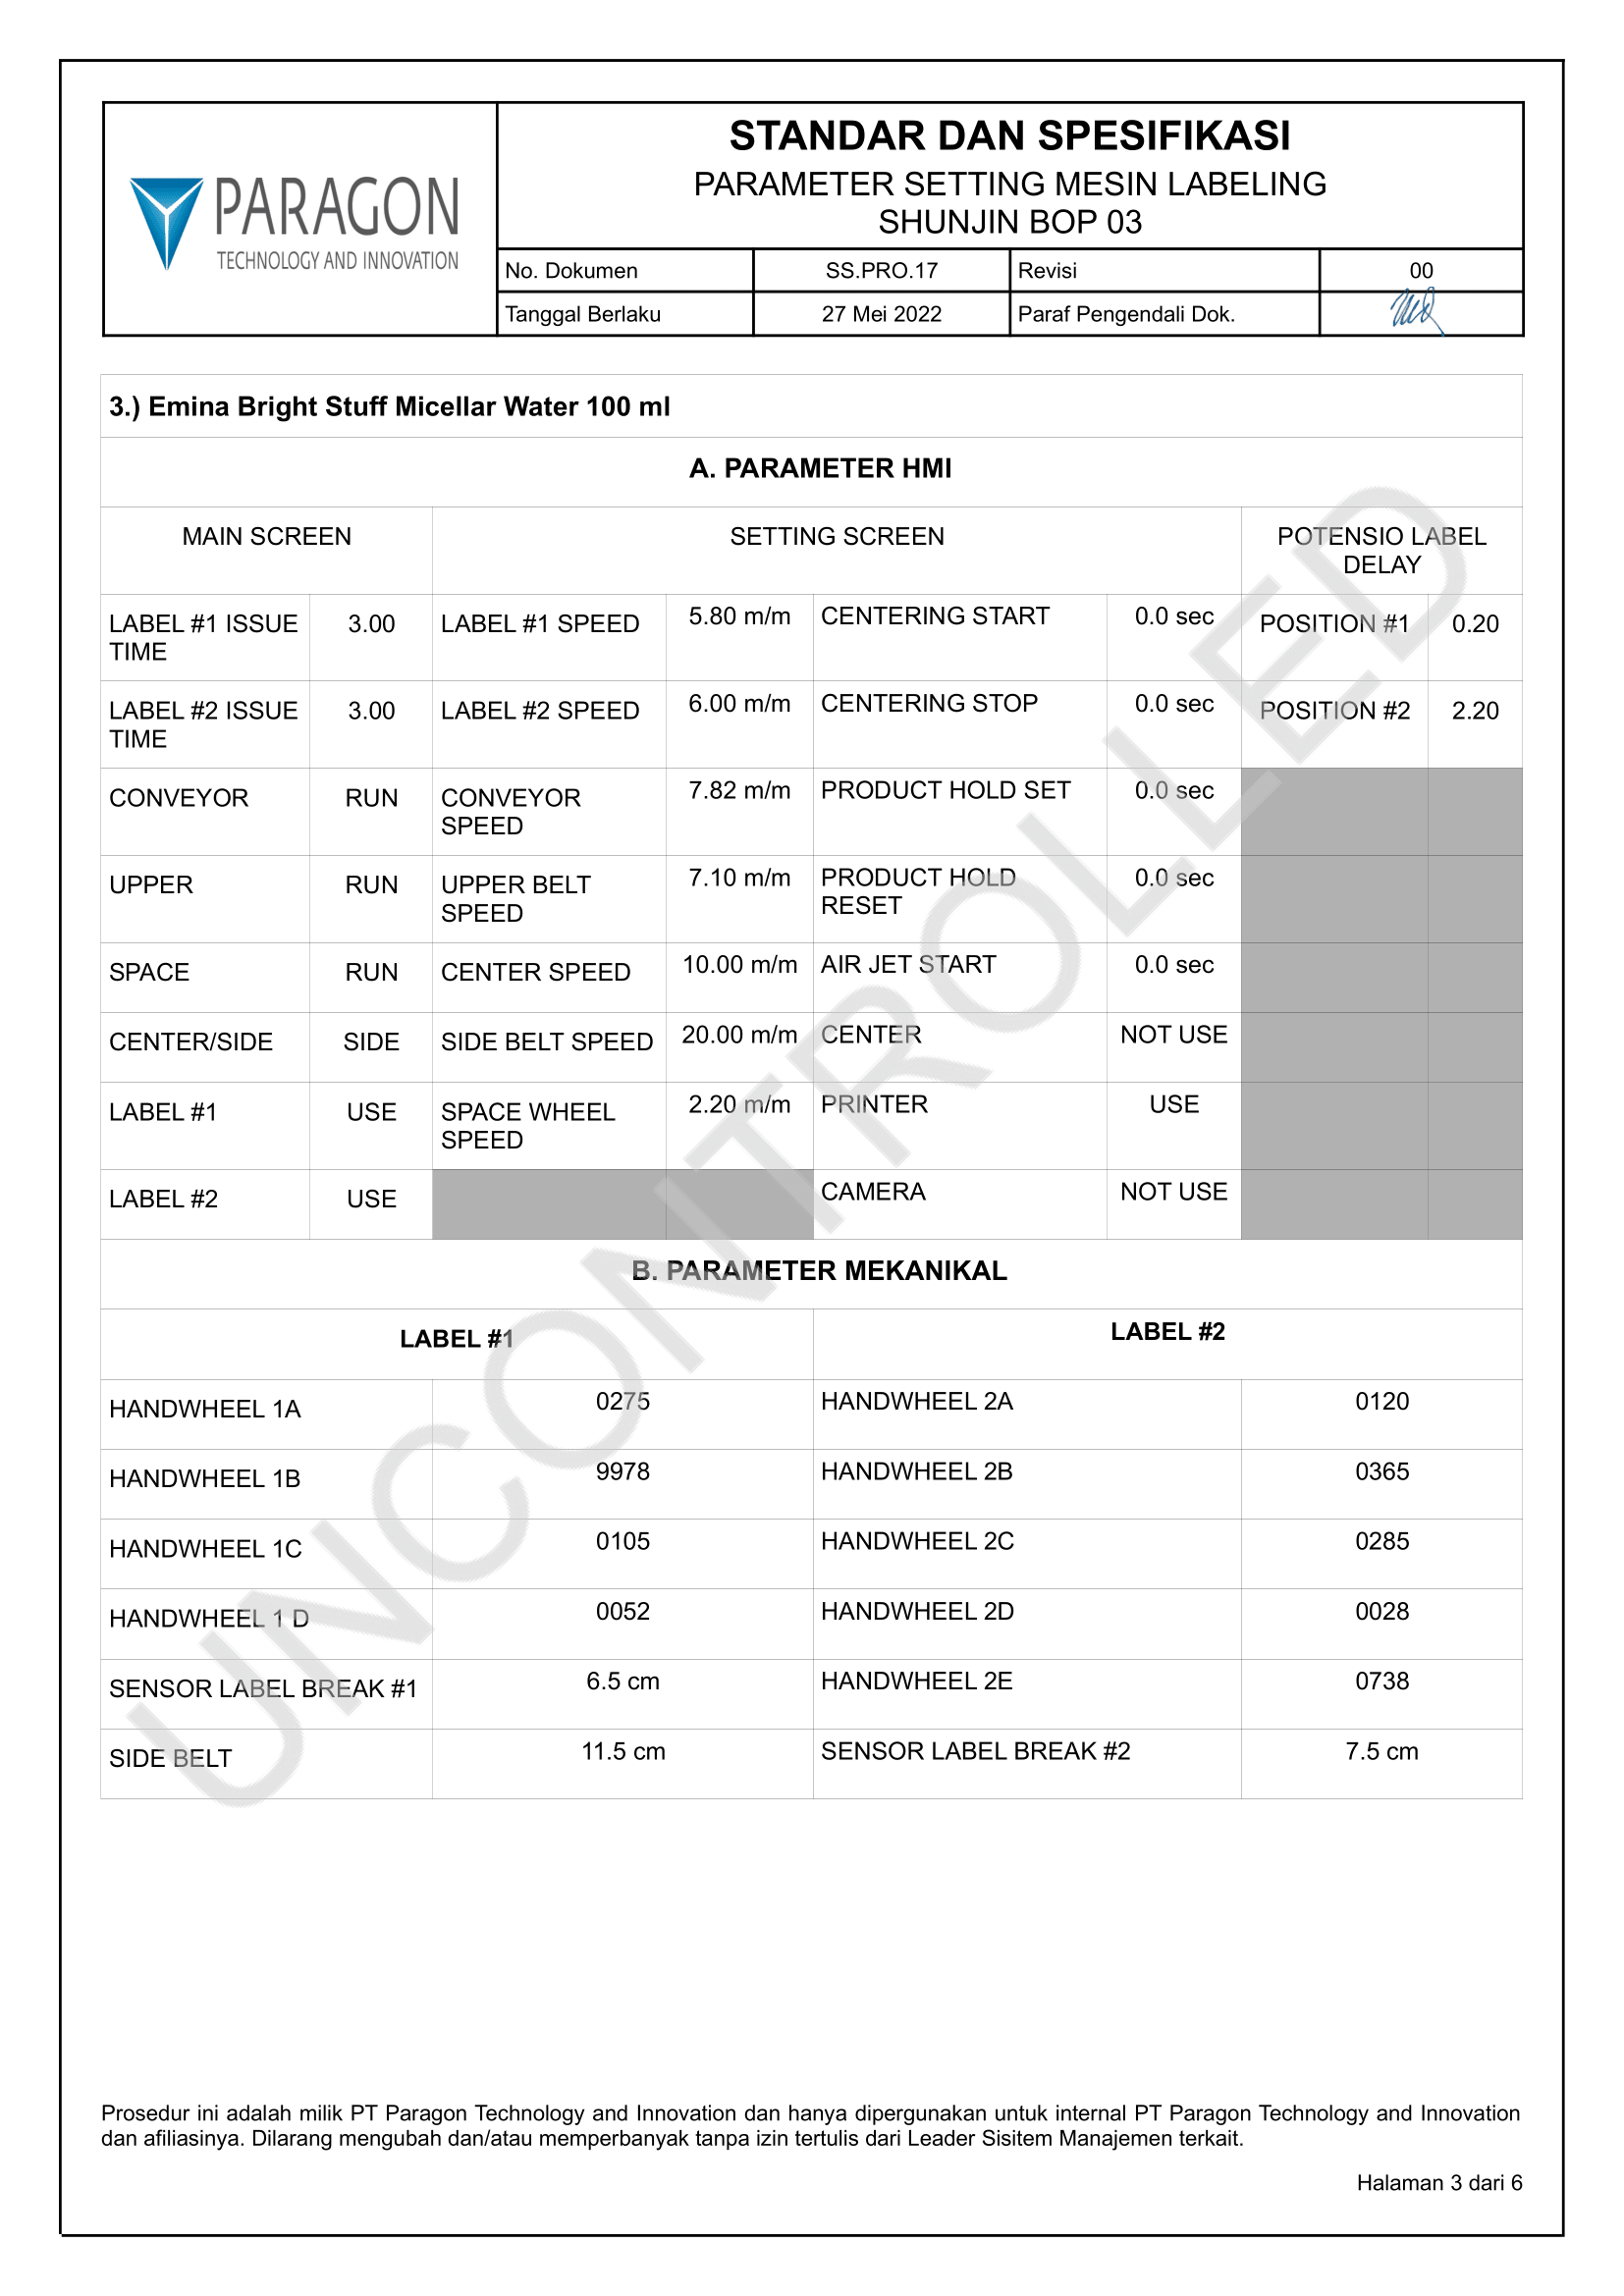 PARAGON
TECHNOLOGY AND INNOVATION
STANDAR DAN SPESIFIKASI
PARAMETER SETTING MESIN LABELING
SHUNJIN BOP 03
No. Dokumen SS.PRO.17 Revisi 00
Tanggal Berlaku 27 Mei 2022 Paraf Pengendali Dok.
3.) Emina Bright Stuff Micellar Water 100 ml
A. PARAMETER HMI
MAIN SCREEN SETTING SCREEN POTENSIO LABEL
DELAY
LABEL #1 ISSUE 3.00 LABEL #1 SPEED 5.80 m/m CENTERING START 0.0 sec POSITION #1 0.20
TIME
LABEL #2 ISSUE 3.00 LABEL #2 SPEED 6.00 m/m CENTERING STOP 0.0 sec POSITION #2 2.20
TIME
CONVEYOR RUN CONVEYOR 7.82 m/m PRODUCT HOLD SET 0.0 sec
SPEED
UPPER RUN UPPER BELT 7.10 m/m PRODUCT HOLD 0.0 sec
SPEED RESET
SPACE RUN CENTER SPEED 10.00 m/m AIR JET START 0.0 sec
CENTER/SIDE SIDE SIDE BELT SPEED 20.00 m/m CENTER NOT USE
LABEL #1 USE SPACE WHEEL 2.20 m/m PRINTER USE
SPEED
LABEL #2 USE CAMERA NOT USE
B. PARAMETER MEKANIKAL
LABEL #1 LABEL #2
HANDWHEEL 1A 0275 HANDWHEEL 2A 0120
HANDWHEEL 1B 9978 HANDWHEEL 2B 0365
HANDWHEEL 1C 0105 HANDWHEEL 2C 0285
HANDWHEEL 1 D 0052 HANDWHEEL 2D 0028
SENSOR LABEL BREAK #1 6.5 cm HANDWHEEL 2E 0738
SIDE BELT 11.5 cm SENSOR LABEL BREAK #2 7.5 cm
UNCONTROLLED
Prosedur ini adalah milik PT Paragon Technology and Innovation dan hanya dipergunakan untuk internal PT Paragon Technology and Innovation
dan afiliasinya. Dilarang mengubah dan/atau memperbanyak tanpa izin tertulis dari Leader Sisitem Manajemen terkait.
Halaman 3 dari 6